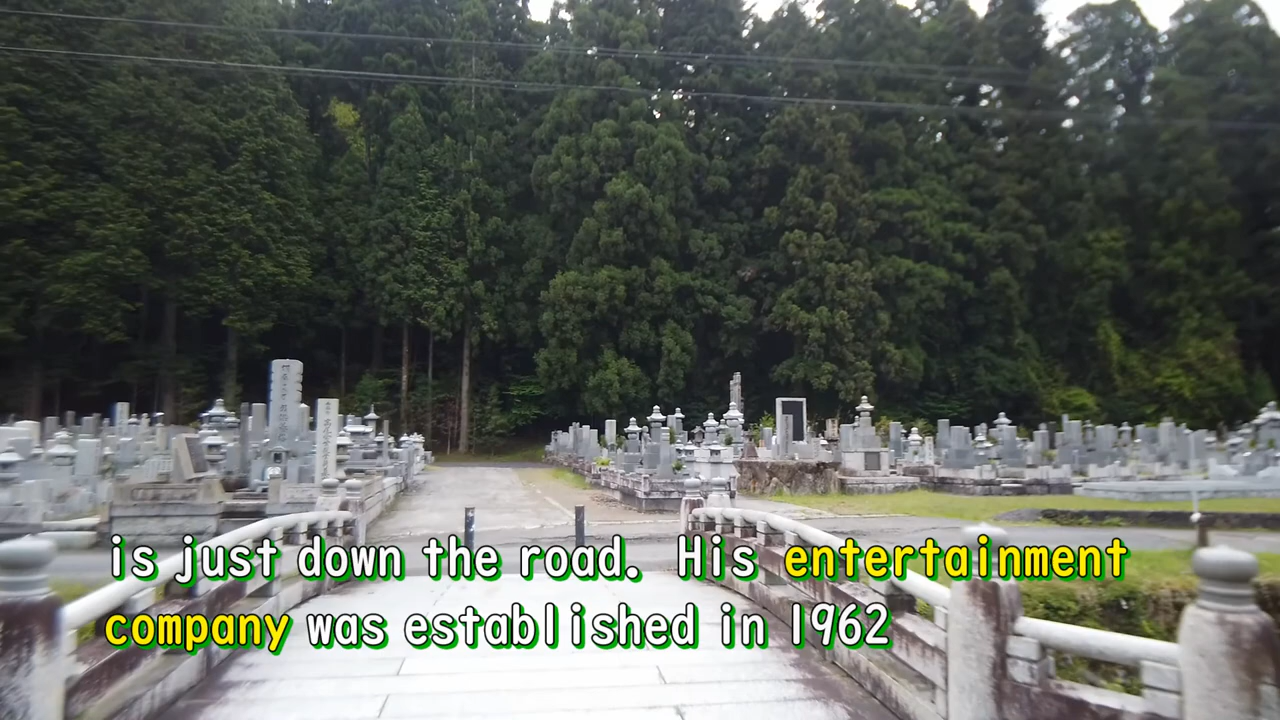 is just down the road. His entertainment
company was established in 1962